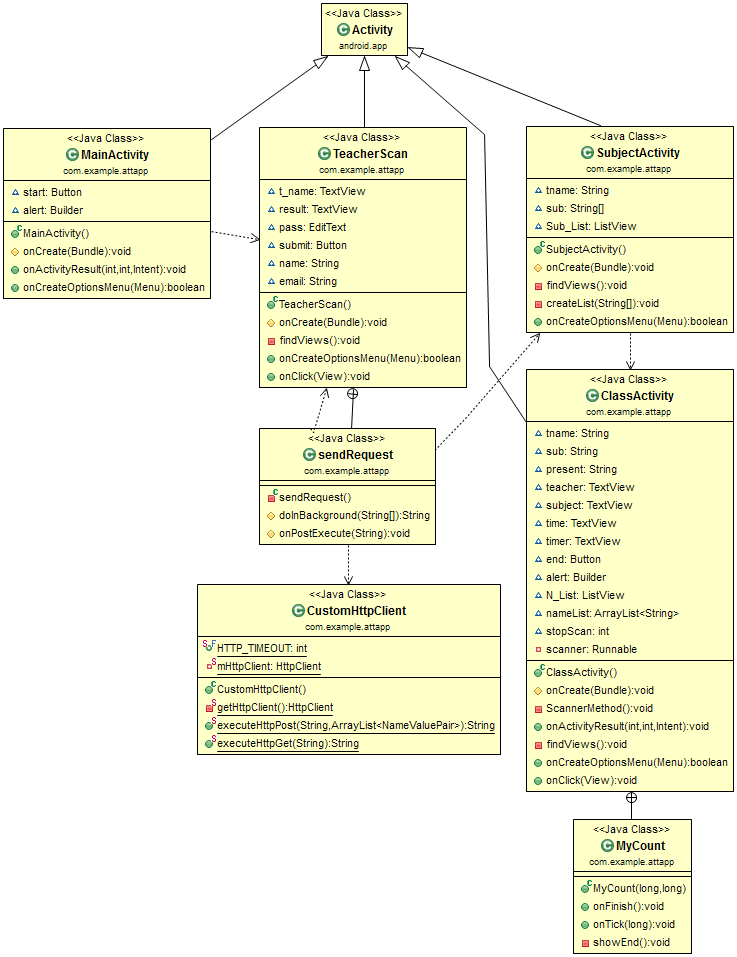 <<Java Class>>
Activity
android.app
<<Java Class>>
MainActivity
com.example.attapp
start: Button
alert: Builder
MainActivity()
onCreate(Bundle):void
onActivityResult(int,int,Intent):void
onCreateOptionsMenu(Menu):boolean
<<Java Class>>
TeacherScan
com.example.attapp
t_name: TextView
result: TextView
pass: EditText
submit: Button
name: String
email: String
TeacherScan()
onCreate(Bundle):void
findViews():void
onCreateOptionsMenu(Menu):boolean
onClick(View):void
<<Java Class>>
SubjectActivity
com.example.attapp
tname: String
sub: String[]
Sub_List: ListView
SubjectActivity()
onCreate(Bundle):void
findViews():void
createList(String[]):void
onCreateOptionsMenu(Menu):boolean
<<Java Class>>
sendRequest
com.example.attapp
sendRequest()
doInBackground(String[]):String
onPostExecute(String):void
<<Java Class>>
CustomHttpClient
com.example.attapp
HTTP_TIMEOUT: int
mHttpClient: HttpClient
CustomHttpClient()
getHttpClient():HttpClient
executeHttpPost(String,ArrayList<NameValuePair>):String
executeHttpGet(String):String
<<Java Class>>
ClassActivity
com.example.attapp
tname: String
sub: String
present: String
teacher: TextView
subject: TextView
time: TextView
timer: TextView
end: Button
alert: Builder
N_List: ListView
nameList: ArrayList<String>
stopScan: int
scanner: Runnable
ClassActivity()
onCreate(Bundle):void
ScannerMethod():void
onActivityResult(int,int,Intent):void
findViews():void
onCreateOptionsMenu(Menu):boolean
onClick(View):void
<<Java Class>>
MyCount
com.example.attapp
MyCount(long,long)
onFinish():void
onTick(long):void
showEnd():void